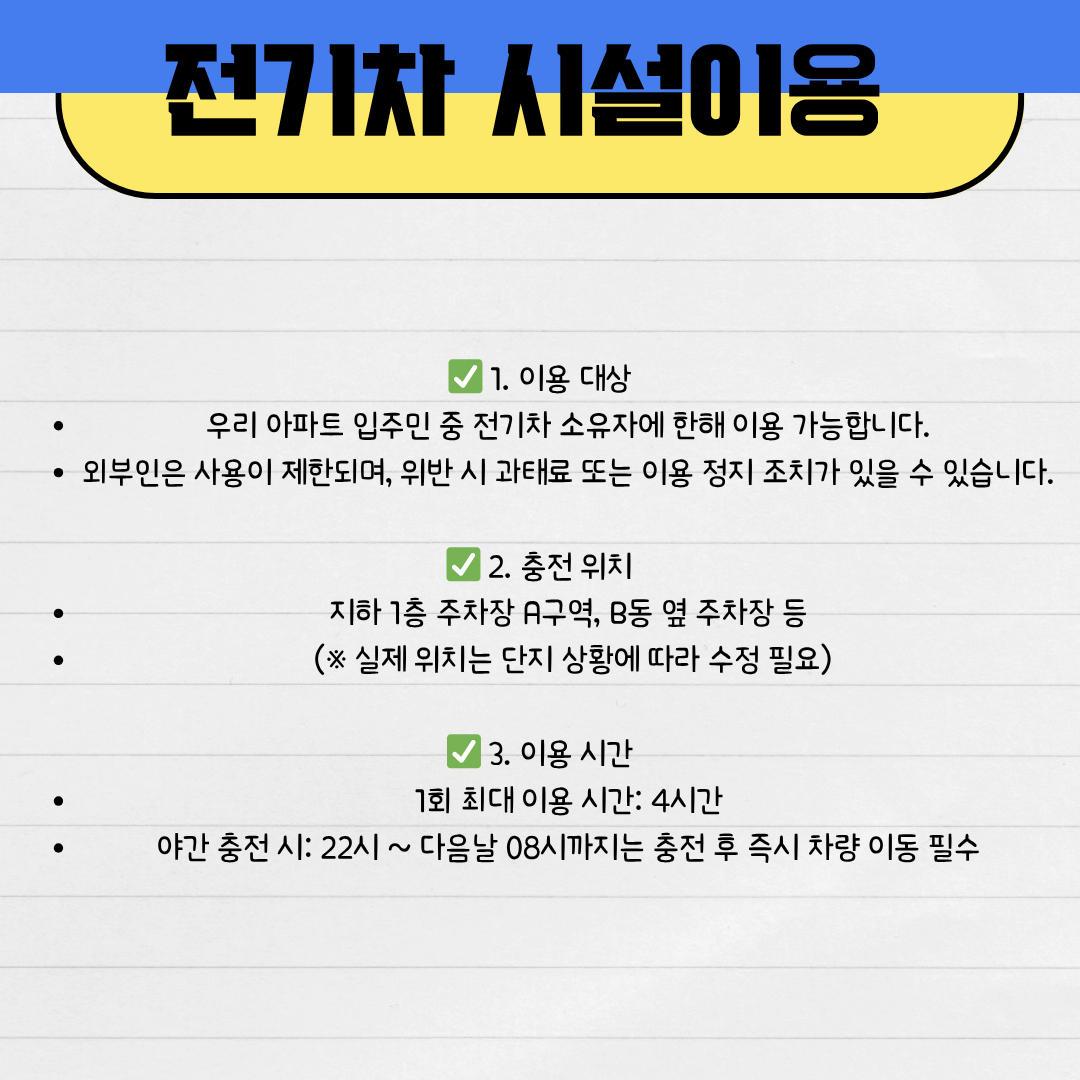 전기차 시설이용
✅ 1. 이용 대상
• 우리 아파트 입주민 중 전기차 소유자에 한해 이용 가능합니다.
• 외부인은 사용이 제한되며, 위반 시 과태료 또는 이용 정지 조치가 있을 수 있습니다.
✅ 2. 충전 위치
• 지하 1층 주차장 A구역, B동 옆 주차장 등
• (※ 실제 위치는 단지 상황에 따라 수정 필요)
✅ 3. 이용 시간
• 1회 최대 이용 시간: 4시간
• 야간 충전 시: 22시 ~ 다음날 08시까지는 충전 후 즉시 차량 이동 필수